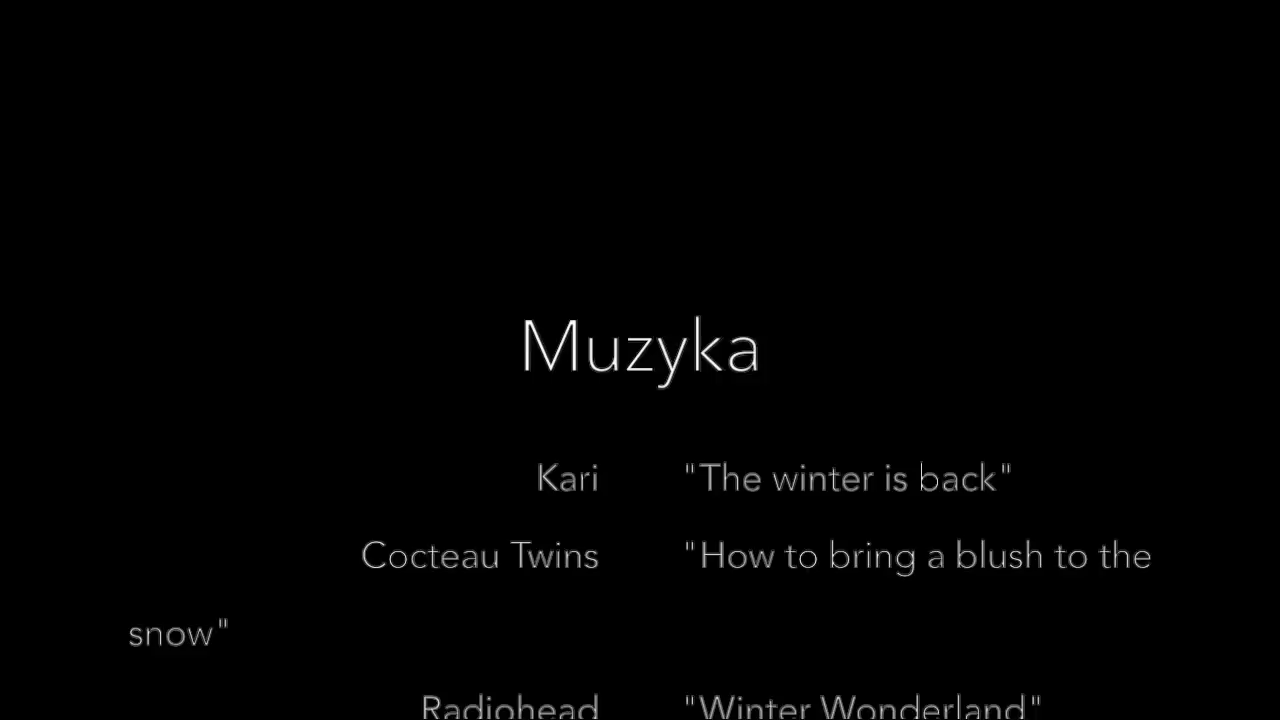 Muzyka
Kari "The winter is back"
Cocteau Twins "How to bring a blush to the
snow"
Radiohead "Winter Wonderland"